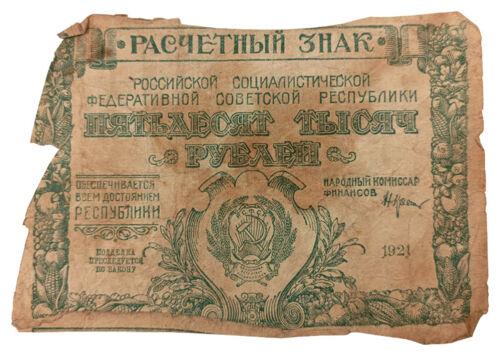 РАСЧЕТНЫЙ ЗНАК
РОССИЙСКОЙ СОЦИАЛИСТИЧЕСКОЙ
ФЕДЕРАТИВНОЙ СОВЕТСКОЙ РЕСПУБЛИКИ
ПЯТЬДЕСЯТ ТЫСЯЧ
РУБЛЕЙ
ОБЕСПЕЧИВАЕТСЯ
ВСЕМ ДОСТОЯНИЕМ
РЕСПУБЛИКИ
НАРОДНЫЙ КОМИССАР
ФИНАНСОВ
ПОДДЕЛКА
ПРЕСЛЕДУЕТСЯ
ПО ЗАКОНУ
1921